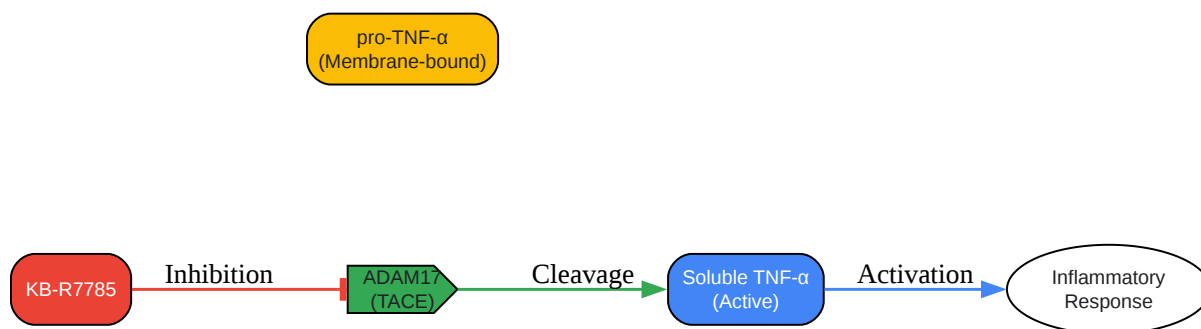 pro-TNF-α
(Membrane-bound)
KB-R7785
Inhibition
ADAM17
(TACE)
Cleavage
Soluble TNF-α
(Active)
Activation
Inflammatory
Response